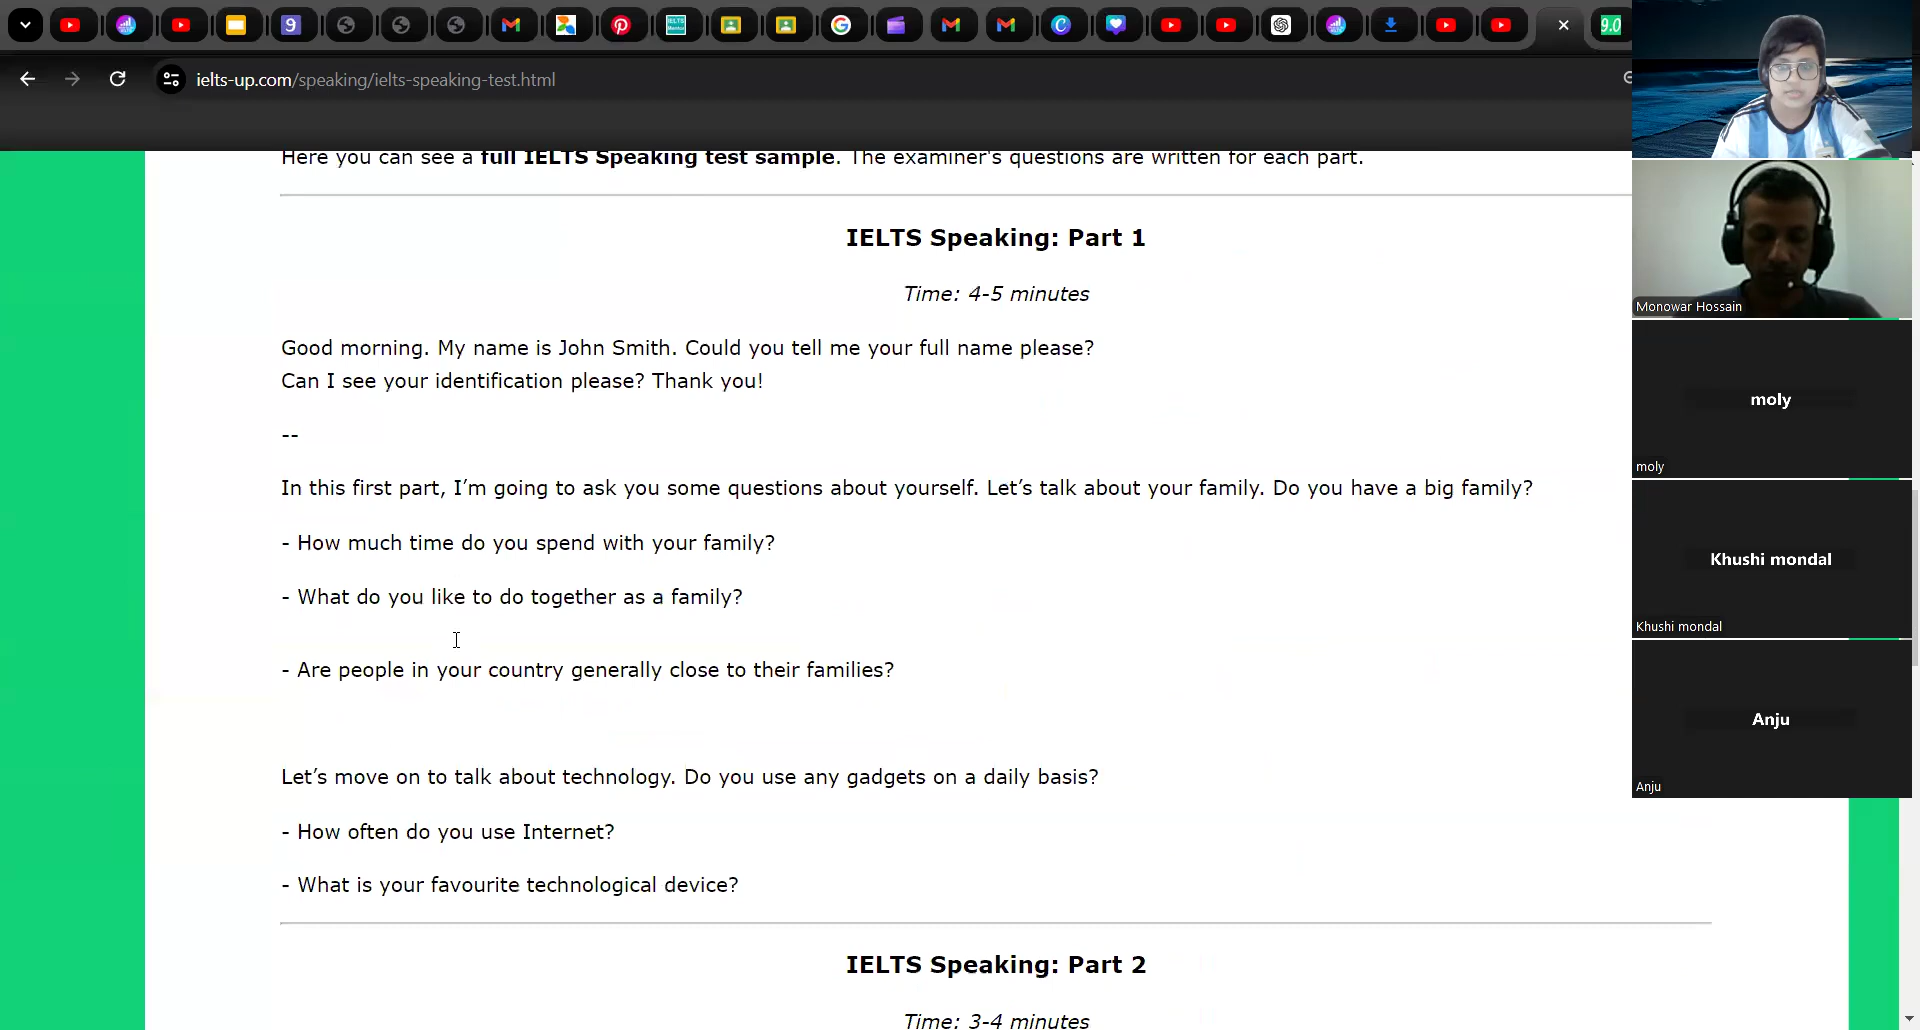 9
IELTS
9.0
ielts-up.com/speaking/ielts-speaking-test.html
Here you can see a full IELTS Speaking test sample. The examiner's questions are written for each part.
IELTS Speaking: Part 1
Time: 4-5 minutes
Good morning. My name is John Smith. Could you tell me your full name please?
Can I see your identification please? Thank you!
--
In this first part, I’m going to ask you some questions about yourself. Let’s talk about your family. Do you have a big family?
- How much time do you spend with your family?
- What do you like to do together as a family?
- Are people in your country generally close to their families?
Let’s move on to talk about technology. Do you use any gadgets on a daily basis?
- How often do you use Internet?
- What is your favourite technological device?
IELTS Speaking: Part 2
Time: 3-4 minutes
Monowar Hossain
moly
moly
Khushi mondal
Khushi mondal
Anju
Anju